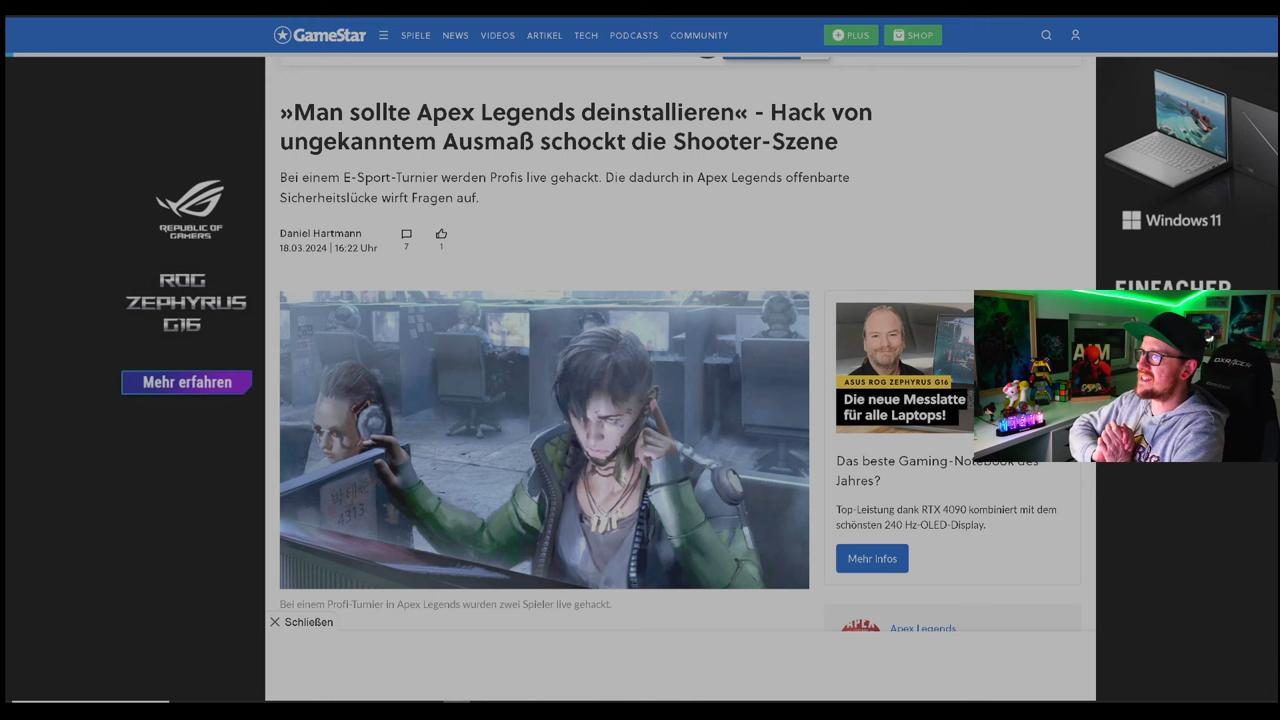 GameStar
SPIELE NEWS VIDEOS ARTIKEL TECH PODCASTS COMMUNITY
PLUS SHOP
»Man sollte Apex Legends deinstallieren« - Hack von
ungekanntem Ausmaß schockt die Shooter-Szene
Bei einem E-Sport-Turnier werden Profis live gehackt. Die dadurch in Apex Legends offenbarte
Sicherheitslücke wirft Fragen auf.
Daniel Hartmann
18.03.2024 | 16:22 Uhr
7
1
REPUBLIC OF
GAMERS
ROG
ZEPHYRUS
G16
Mehr erfahren
Windows 11
EINFACHER
4313
Bei einem Profi-Turnier in Apex Legends wurden zwei Spieler live gehackt.
Schließen
ASUS ROG ZEPHYRUS G16
Die neue Messlatte
für alle Laptops!
Das beste Gaming-Notebook des
Jahres?
Top-Leistung dank RTX 4090 kombiniert mit dem
schönsten 240 Hz-OLED-Display.
Mehr Infos
APEX
Apex Legends
AIM
DXRACER